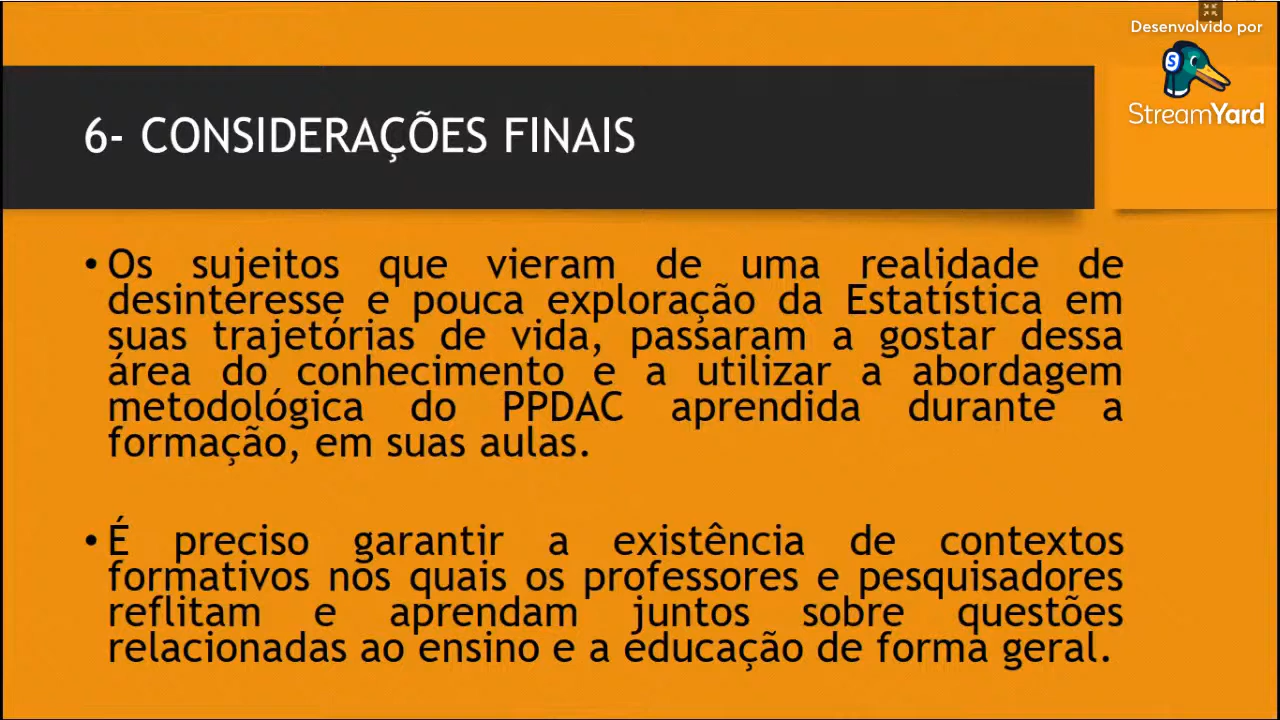 Desenvolvido por
S
StreamYard
6- CONSIDERAÇÕES FINAIS
• Os sujeitos que vieram de uma realidade de
desinteresse e pouca exploração da Estatística em
suas trajetórias de vida, passaram a gostar dessa
área do conhecimento e a utilizar a abordagem
metodológica do PPDAC aprendida durante a
formação, em suas aulas.
• É preciso garantir a existência de contextos
formativos nos quais os professores e pesquisadores
reflitam e aprendam juntos sobre questões
relacionadas ao ensino e a educação de forma geral.